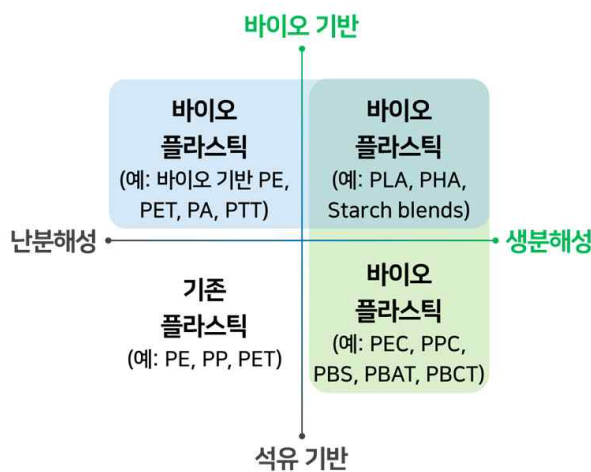 바이오 기반
바이오
플라스틱
(예: 바이오 기반 PE,
PET, PA, PTT)
바이오
플라스틱
(예: PLA, PHA,
Starch blends)
난분해성
생분해성
기존
플라스틱
(예: PE, PP, PET)
바이오
플라스틱
(예: PEC, PPC,
PBS, PBAT, PBCT)
석유 기반